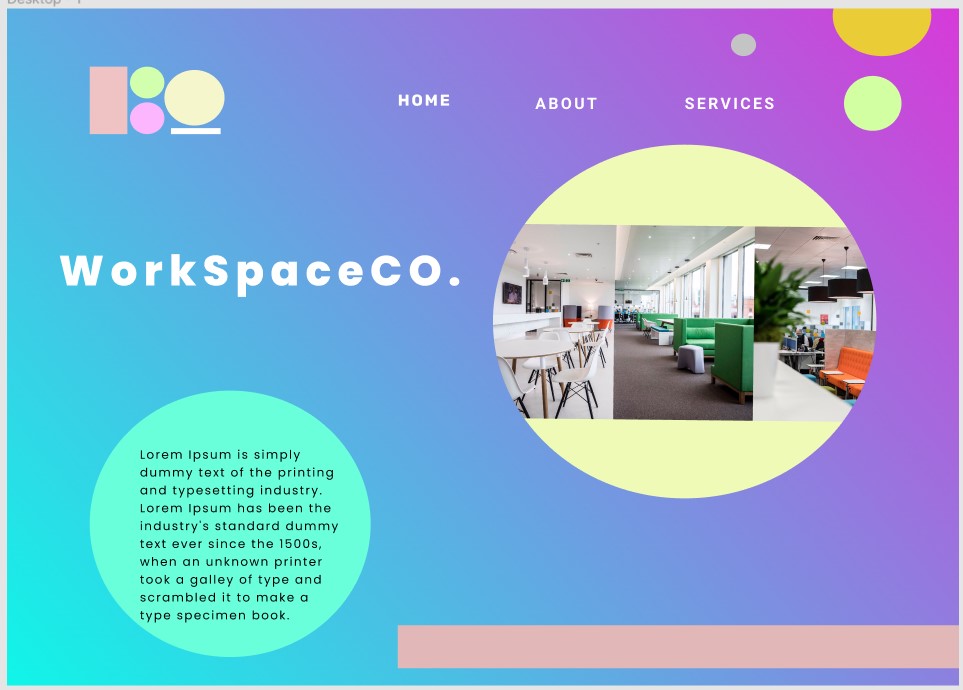 HOME
ABOUT
SERVICES
WorkSpaceCO.
Lorem Ipsum is simply
dummy text of the printing
and typesetting industry.
Lorem Ipsum has been the
industry's standard dummy
text ever since the 1500s,
when an unknown printer
took a galley of type and
scrambled it to make a
type specimen book.